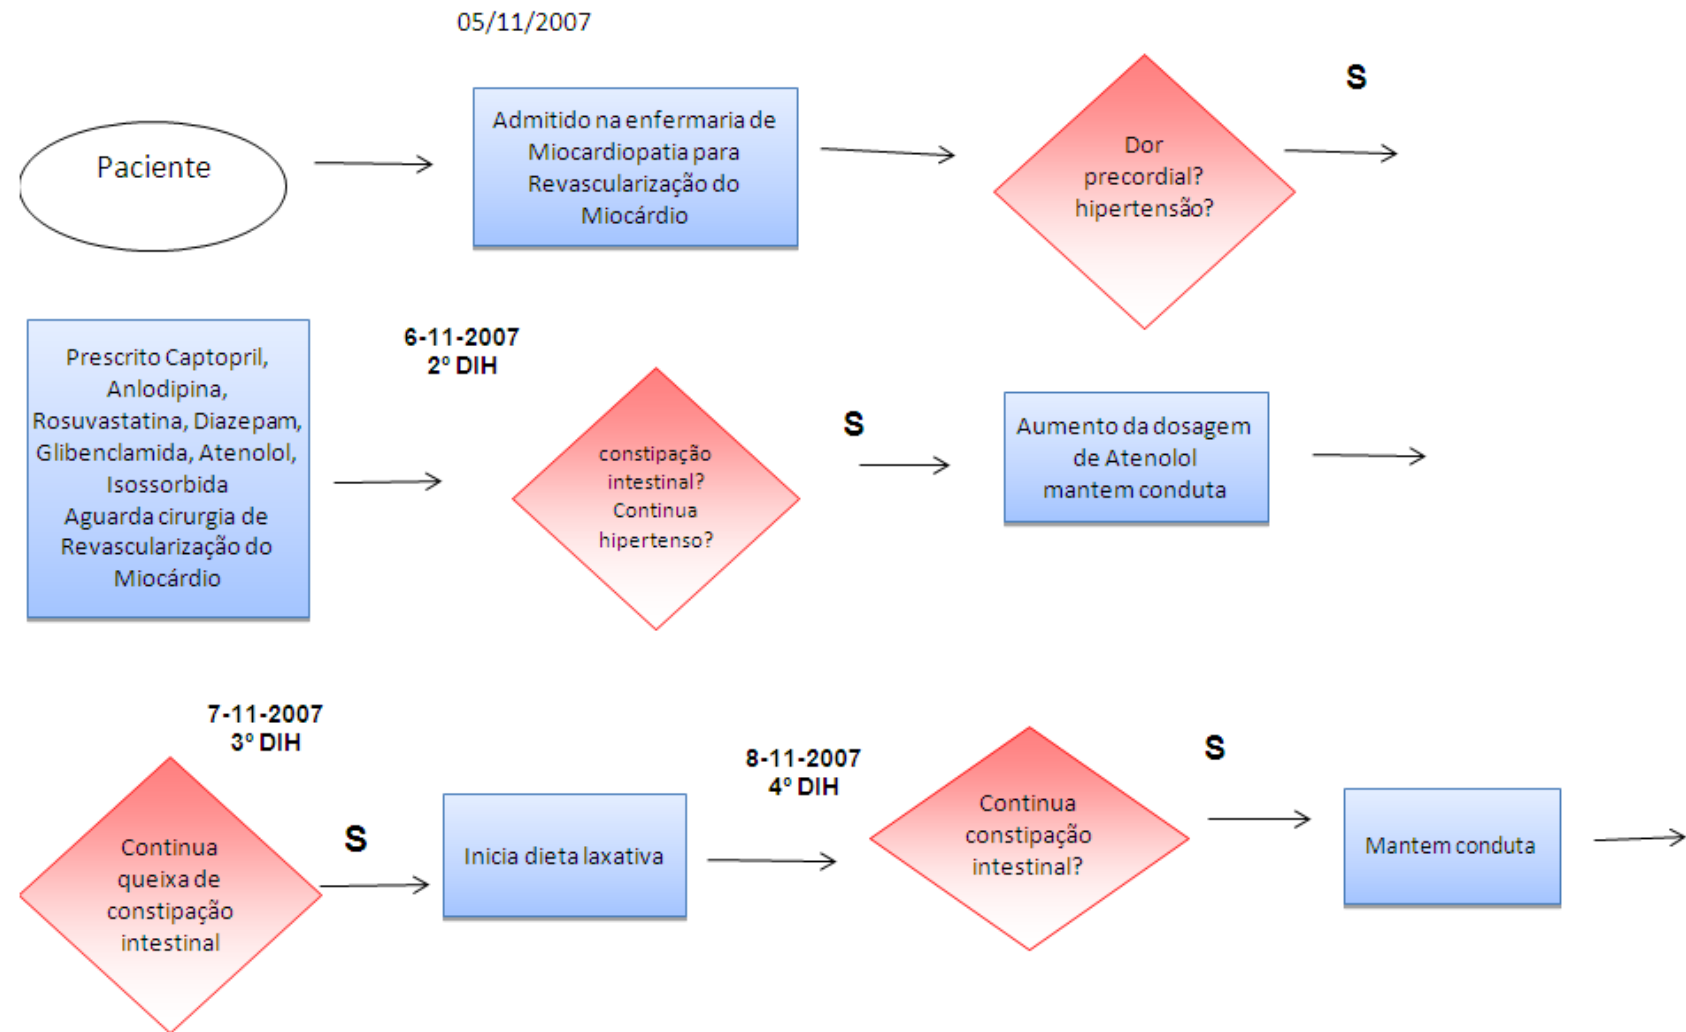 05/11/2007
Paciente
Admitido na enfermaria de
Miocardiopatia para
Revascularização do
Miocárdio
Dor
precordial?
hipertensão?
S
Prescrito Captopril,
Anlodipina,
Rosuvastatina, Diazepam,
Glibenclamida, Atenolol,
Isossorbida
Aguarda cirurgia de
Revascularização do
Miocárdio
6-11-2007
2º DIH
constipação
intestinal?
Continua
hipertenso?
S
Aumento da dosagem
de Atenolol
mantem conduta
7-11-2007
3º DIH
Continua
queixa de
constipação
intestinal
S
Inicia dieta laxativa
8-11-2007
4º DIH
Continua
constipação
intestinal?
S
Mantem conduta